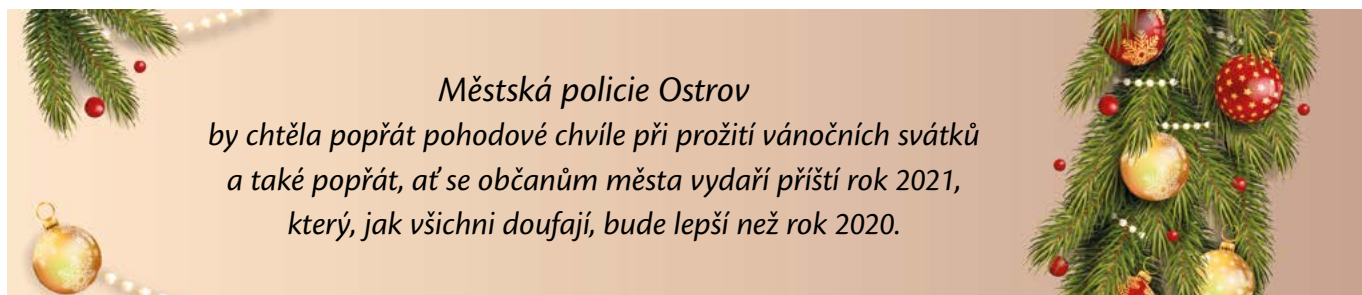 Městská policie Ostrov
by chtěla popřát pohodové chvíle při prožití vánočních svátků
a také popřát, ať se občanům města vydaří příští rok 2021,
který, jak všichni doufají, bude lepší než rok 2020.